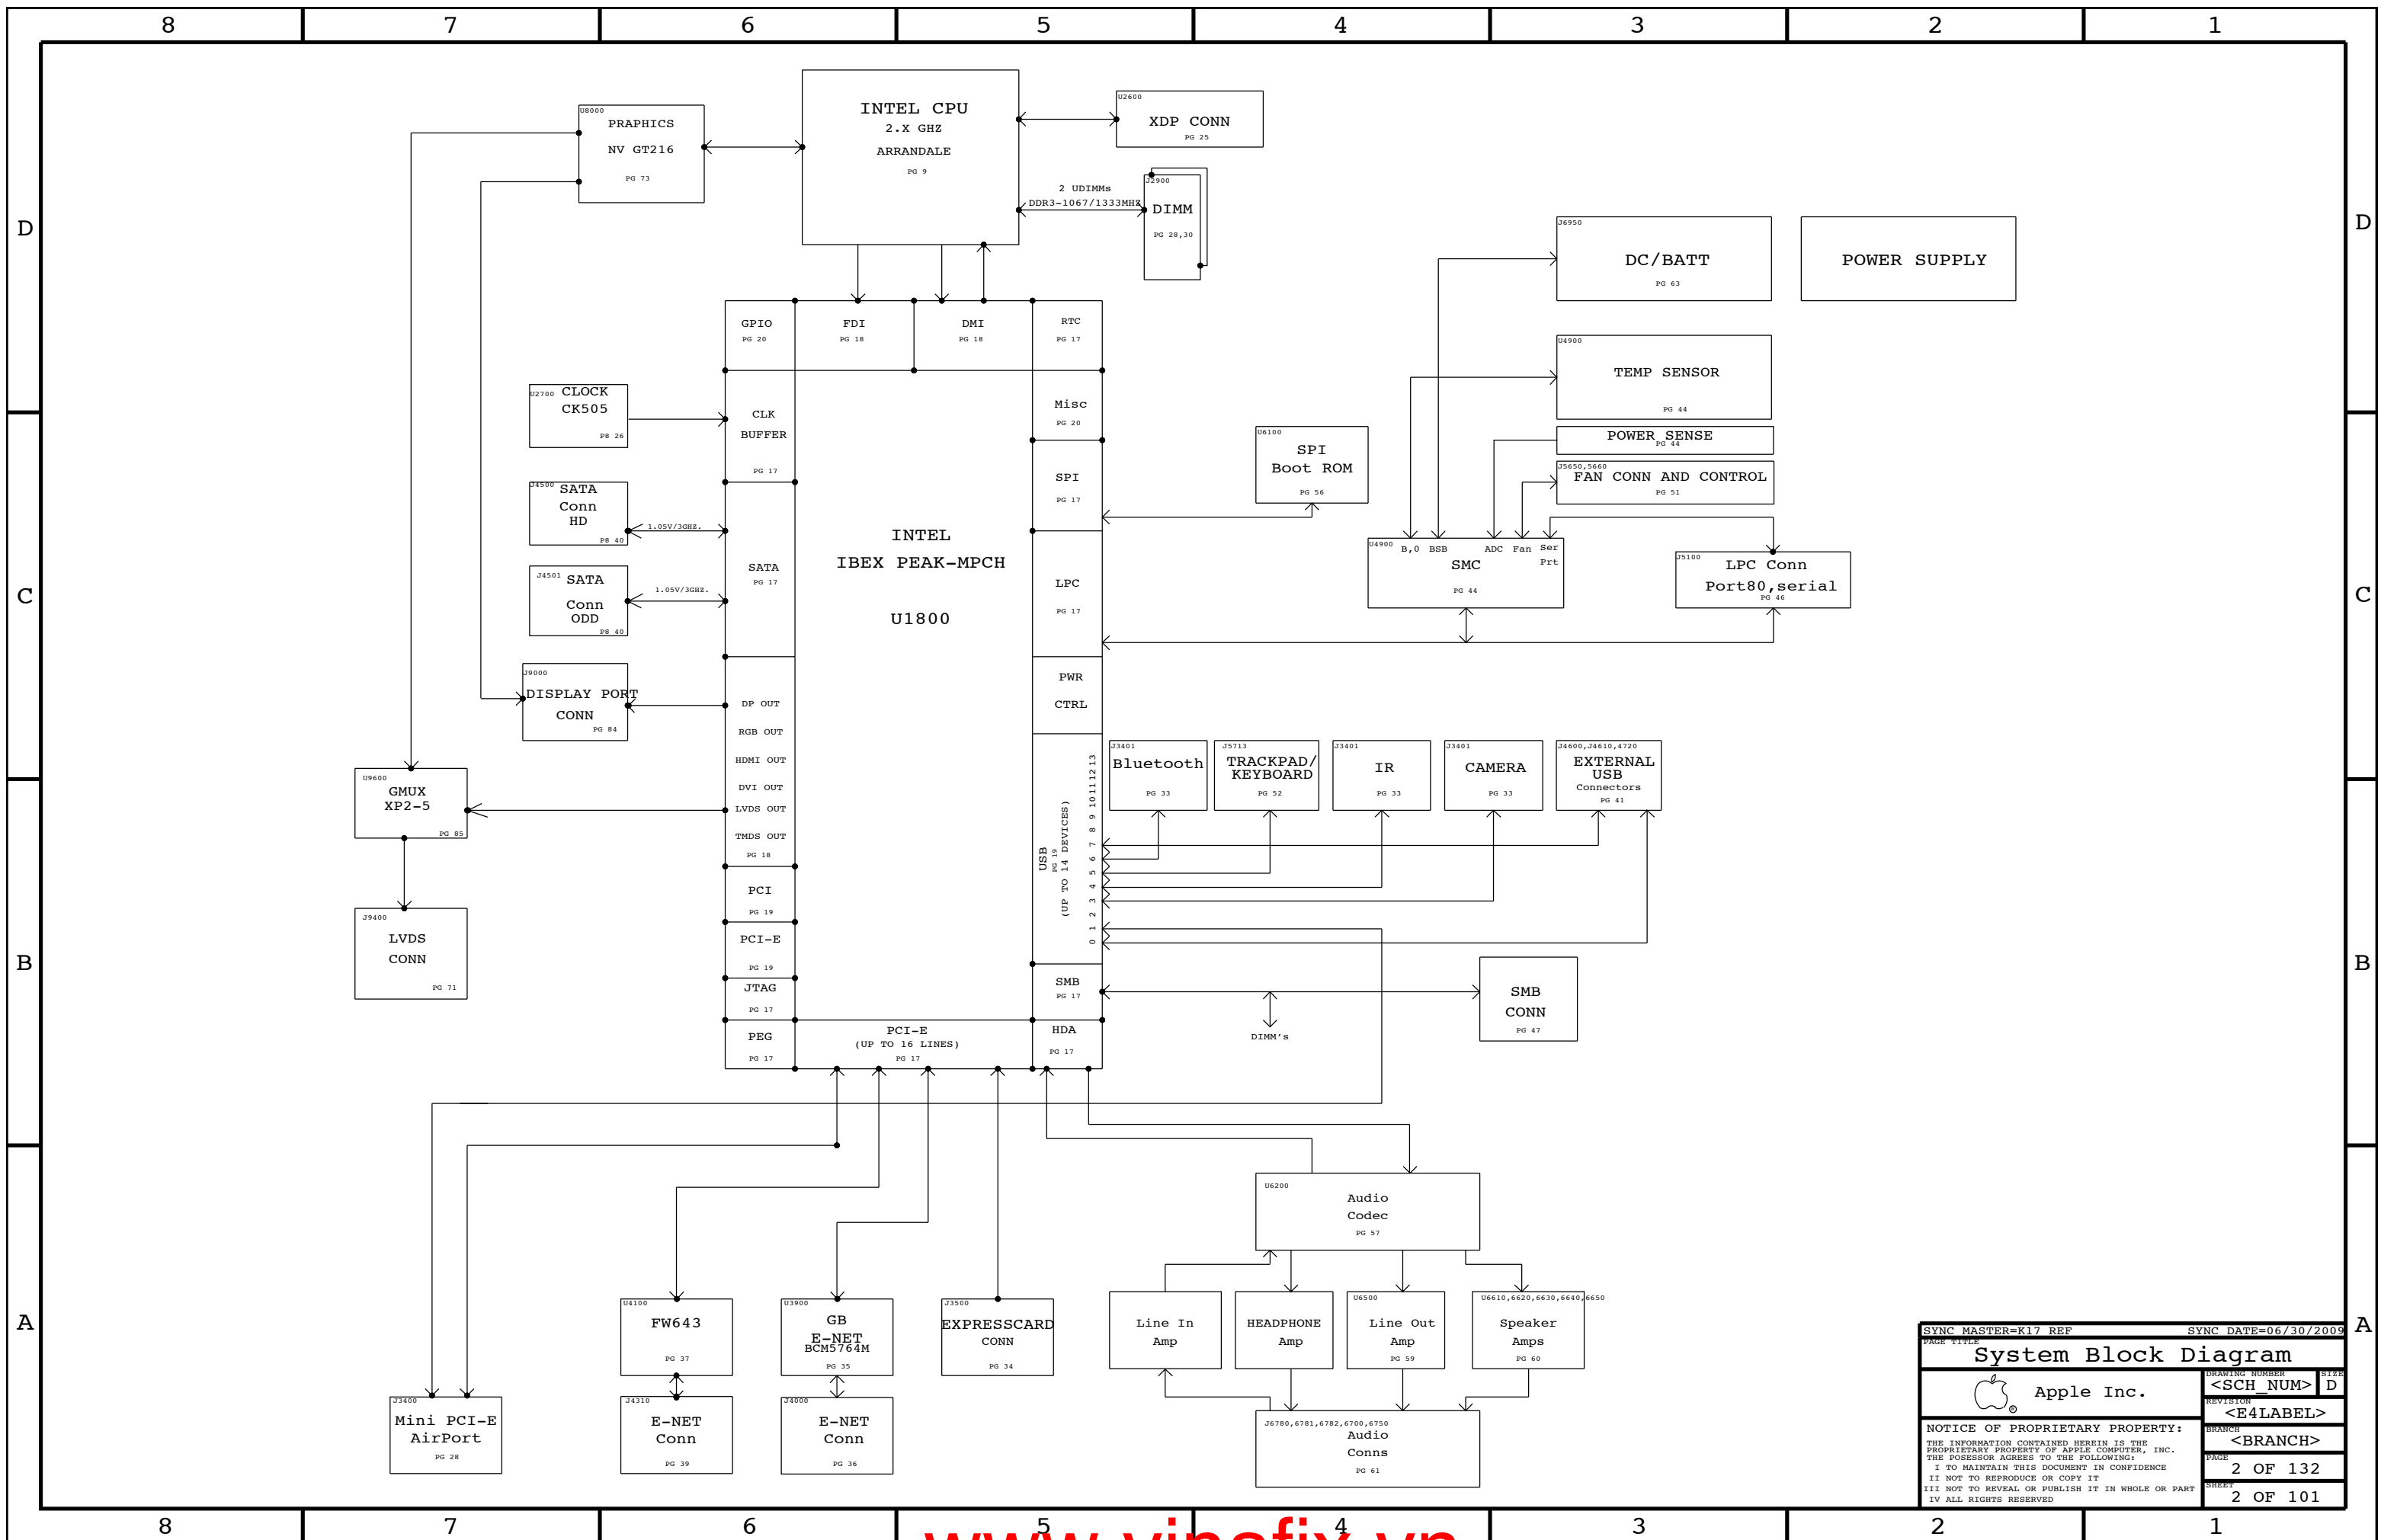 8 7 6 5 4 3 2 1
D
C
B
A
U8000
PRAPHICS
NV GT216
PG 73
INTEL CPU
2.X GHZ
ARRANDALE
PG 9
U2600
XDP CONN
PG 25
2 UDIMMs
DDR3-1067/1333MHZ
J2900
DIMM
PG 28,30
J6950
DC/BATT
PG 63
POWER SUPPLY
GPIO
PG 20
FDI
PG 18
DMI
PG 18
RTC
PG 17
U4900
TEMP SENSOR
PG 44
U2700
CLOCK
CK505
P8 26
CLK
BUFFER
PG 17
Misc
PG 20
U6100
SPI
Boot ROM
PG 56
POWER SENSE
PG 44
J5650,5660
FAN CONN AND CONTROL
PG 51
J4500
SATA
Conn
HD
P8 40
1.05V/3GHZ.
SPI
PG 17
INTEL
IBEX PEAK-MPCH
U1800
U4900
B,0 BSB ADC Fan Ser
Prt
SMC
PG 44
J5100
LPC Conn
Port80,serial
PG 46
J4501
SATA
Conn
ODD
P8 40
1.05V/3GHZ.
SATA
PG 17
LPC
PG 17
J9000
DISPLAY PORT
CONN
PG 84
DP OUT
RGB OUT
HDMI OUT
DVI OUT
LVDS OUT
TMDS OUT
PG 18
PWR
CTRL
U9600
GMUX
XP2-5
PG 85
J3401
Bluetooth
PG 33
J5713
TRACKPAD/
KEYBOARD
PG 52
J3401
IR
PG 33
J3401
CAMERA
PG 33
J4600,J4610,4720
EXTERNAL
USB
Connectors
PG 41
USB
PG 19
(UP TO 14 DEVICES)
0 1 2 3 4 5 6 7 8 9 10 11 12 13
J9400
LVDS
CONN
PG 71
PCI
PG 19
PCI-E
PG 19
JTAG
PG 17
PEG
PG 17
PCI-E
(UP TO 16 LINES)
PG 17
SMB
PG 17
HDA
PG 17
DIMM's
SMB
CONN
PG 47
U6200
Audio
Codec
PG 57
U4100
FW643
PG 37
U3900
GB
E-NET
BCM5764M
PG 35
J3500
EXPRESSCARD
CONN
PG 34
Line In
Amp
HEADPHONE
Amp
U6500
Line Out
Amp
PG 59
U6610,6620,6630,6640,6650
Speaker
Amps
PG 60
J3400
Mini PCI-E
AirPort
PG 28
J4310
E-NET
Conn
PG 39
J4000
E-NET
Conn
PG 36
J6780,6781,6782,6700,6750
Audio
Conns
PG 61
SYNC MASTER=K17 REF SYNC DATE=06/30/2009
PAGE TITLE
System Block Diagram
Apple Inc.
®
DRAWING NUMBER
<SCH_NUM>
SIZE
D
REVISION
<E4LABEL>
BRANCH
<BRANCH>
PAGE
2 OF 132
SHEET
2 OF 101
NOTICE OF PROPRIETARY PROPERTY:
THE INFORMATION CONTAINED HEREIN IS THE
PROPRIETARY PROPERTY OF APPLE COMPUTER, INC.
THE POSESSOR AGREES TO THE FOLLOWING:
I TO MAINTAIN THIS DOCUMENT IN CONFIDENCE
II NOT TO REPRODUCE OR COPY IT
III NOT TO REVEAL OR PUBLISH IT IN WHOLE OR PART
IV ALL RIGHTS RESERVED
D
C
B
A
8 7 6 5 4 3 2 1
www.vinafix.vn